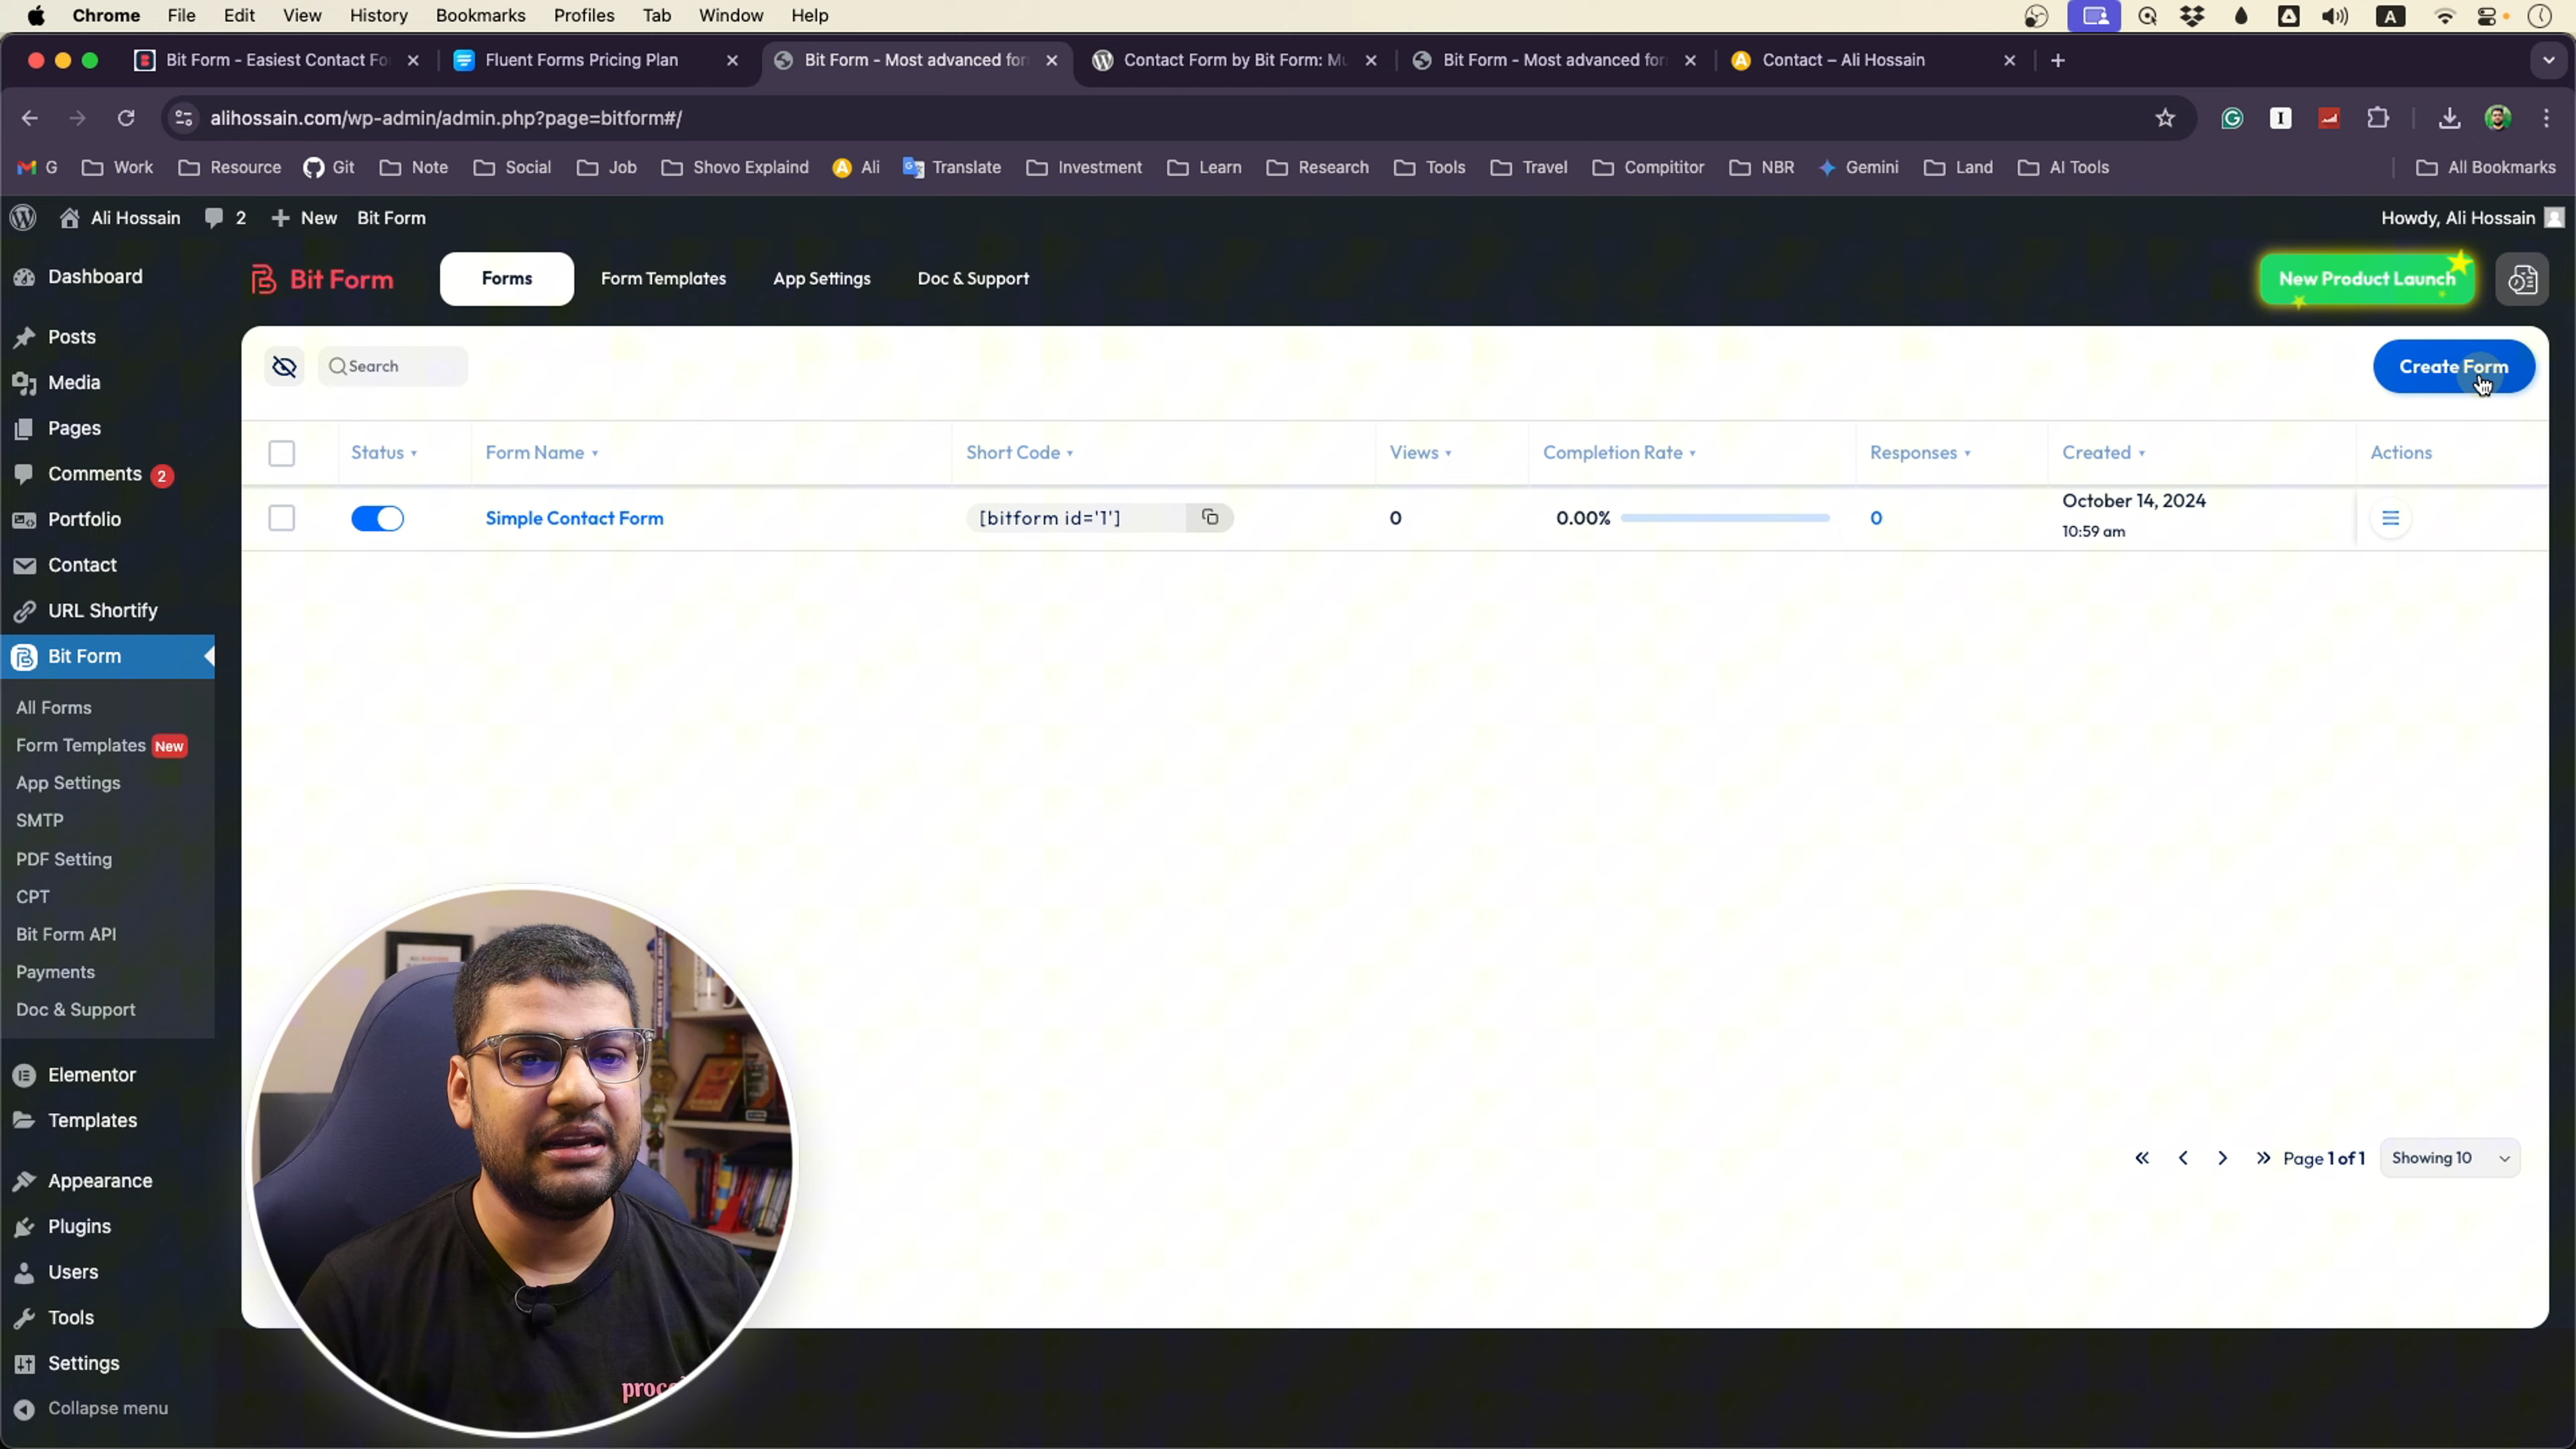 Chrome File Edit View History Bookmarks Profiles Tab Window Help
A
Bit Form - Easiest Contact Fo
Fluent Forms Pricing Plan
Bit Form - Most advanced for
Contact Form by Bit Form: Mu
Bit Form - Most advanced for
Contact – Ali Hossain
alihossain.com/wp-admin/admin.php?page=bitform#/
G Work Resource Git Note Social Job Shovo Explaind Ali Translate Investment Learn Research Tools Travel Compititor NBR Gemini Land AI Tools All Bookmarks
Ali Hossain 2 New Bit Form Howdy, Ali Hossain
Dashboard
Posts
Media
Pages
Comments 2
Portfolio
Contact
URL Shortify
Bit Form
All Forms
Form Templates New
App Settings
SMTP
PDF Setting
CPT
Bit Form API
Payments
Doc & Support
Elementor
Templates
Appearance
Plugins
Users
Tools
Settings
Collapse menu
Bit Form Forms Form Templates App Settings Doc & Support New Product Launch
Search Create Form
Status Form Name Short Code Views Completion Rate Responses Created Actions
Simple Contact Form [bitform id='1'] 0 0.00% 0 October 14, 2024
10:59 am
Page 1 of 1 Showing 10